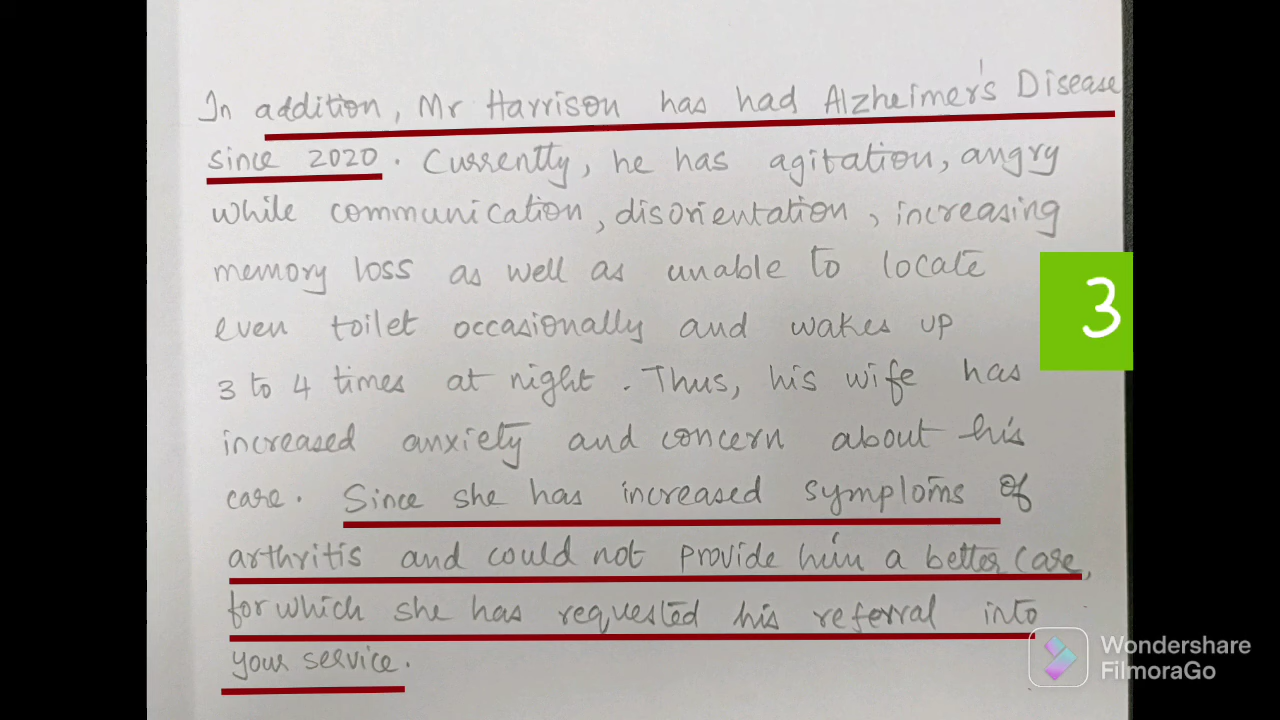 In addition, Mr Harrison has had Alzheimer's Disease
since 2020. Currently, he has agitation, angry
while communication, disorientation, increasing
memory loss as well as unable to locate
even toilet occasionally and wakes up
3
3 to 4 times at night. Thus, his wife has
increased anxiety and concern about his
care. Since she has increased symptoms of
arthritis and could not provide him a better care,
for which she has requested his referral into
your service.
Wondershare
FilmoraGo